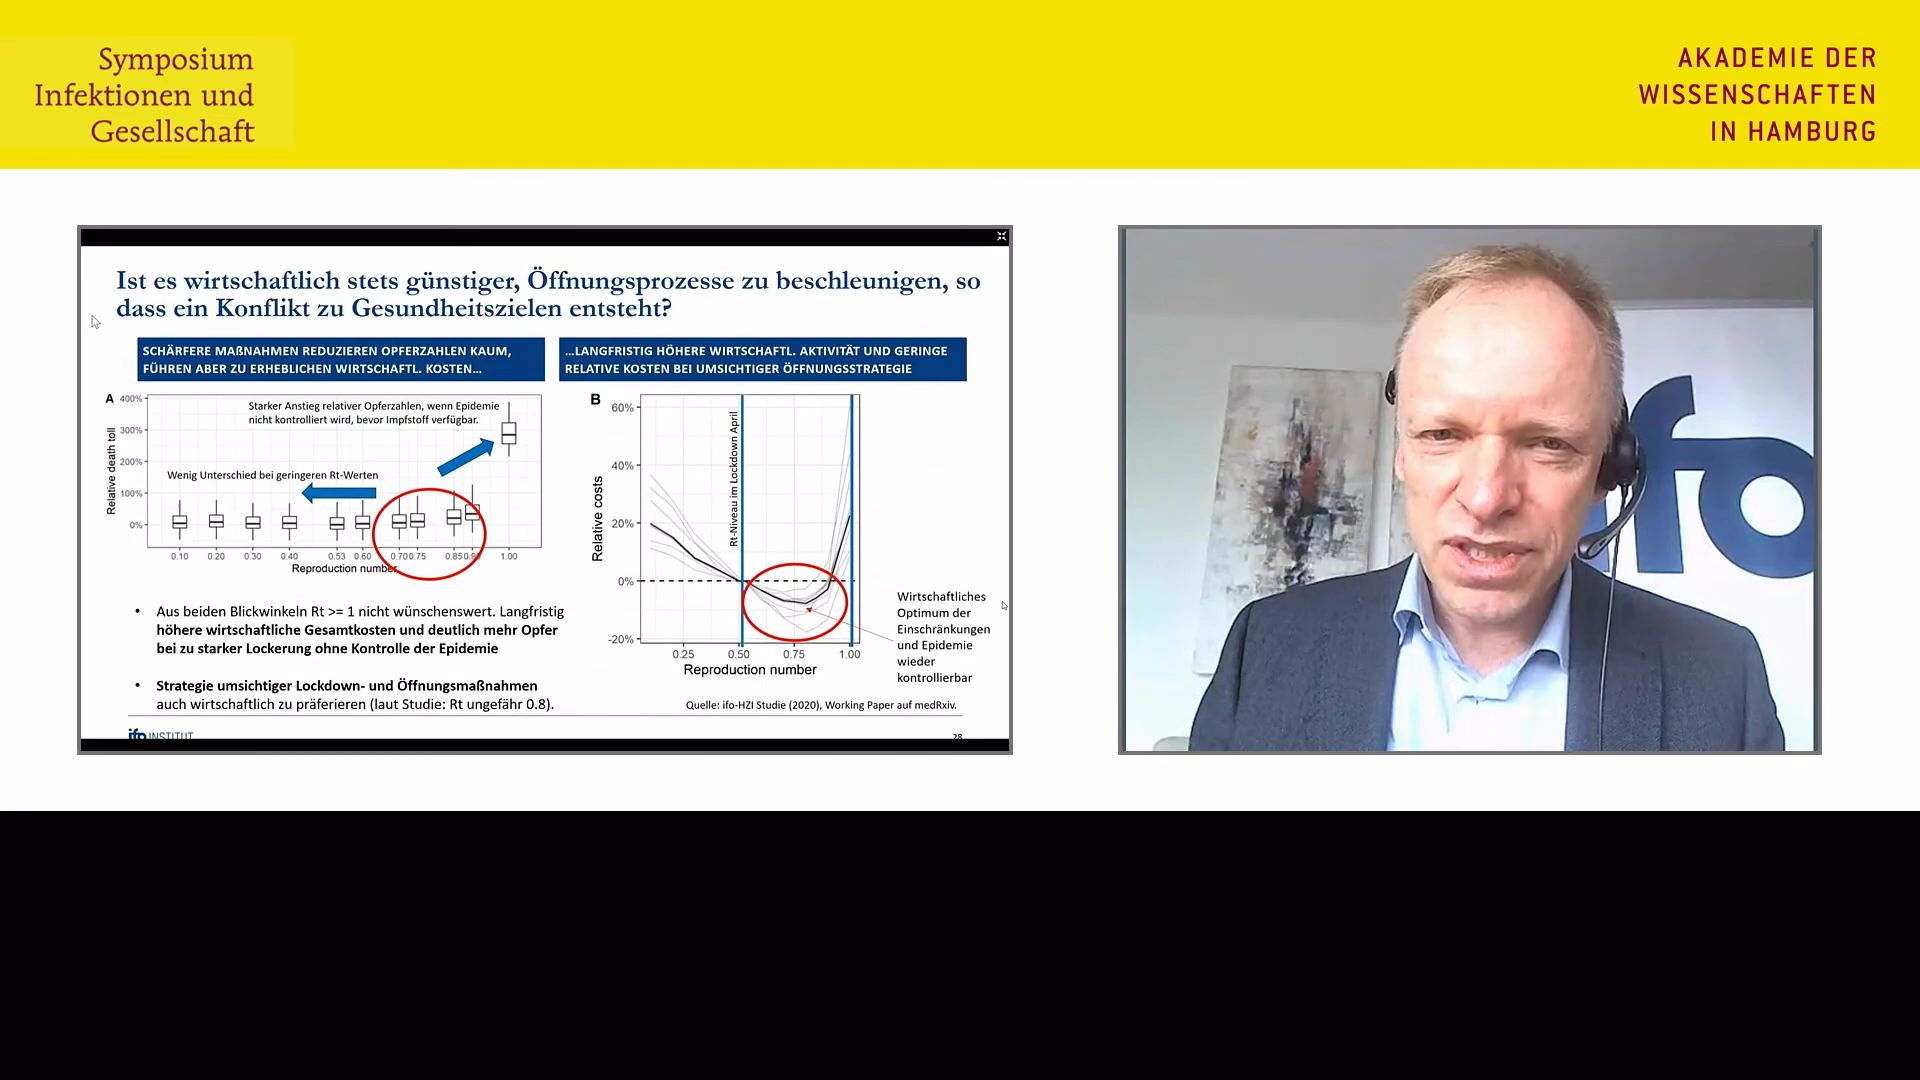 Symposium
Infektionen und
Gesellschaft
AKADEMIE DER
WISSENSCHAFTEN
IN HAMBURG
Ist es wirtschaftlich stets günstiger, Öffnungsprozesse zu beschleunigen, so
dass ein Konflikt zu Gesundheitszielen entsteht?
SCHÄRFERE MAßNAHMEN REDUZIEREN OPFERZAHLEN KAUM,
FÜHREN ABER ZU ERHEBLICHEN WIRTSCHAFTL. KOSTEN...
A
Relative death toll
400%
300%
200%
100%
0%
Starker Anstieg relativer Opferzahlen, wenn Epidemie
nicht kontrolliert wird, bevor Impfstoff verfügbar.
Wenig Unterschied bei geringeren Rt-Werten
0.10 0.20 0.30 0.40 0.53 0.60 0.70 0.75 0.85 1.00
Reproduction number
...LANGFRISTIG HÖHERE WIRTSCHAFTL. AKTIVITÄT UND GERINGE
RELATIVE KOSTEN BEI UMSICHTIGER ÖFFNUNGSSTRATEGIE
B
Relative costs
60%
40%
20%
0%
-20%
Rt-Niveau im Lockdown April
0.25 0.50 0.75 1.00
Reproduction number
Wirtschaftliches
Optimum der
Einschränkungen
und Epidemie
wieder
kontrollierbar
• Aus beiden Blickwinkeln Rt >= 1 nicht wünschenswert. Langfristig
höhere wirtschaftliche Gesamtkosten und deutlich mehr Opfer
bei zu starker Lockerung ohne Kontrolle der Epidemie
• Strategie umsichtiger Lockdown- und Öffnungsmaßnahmen
auch wirtschaftlich zu präferieren (laut Studie: Rt ungefähr 0.8).
Quelle: ifo-HZI Studie (2020), Working Paper auf medRxiv.
ifo INSTITUT
28
ifo